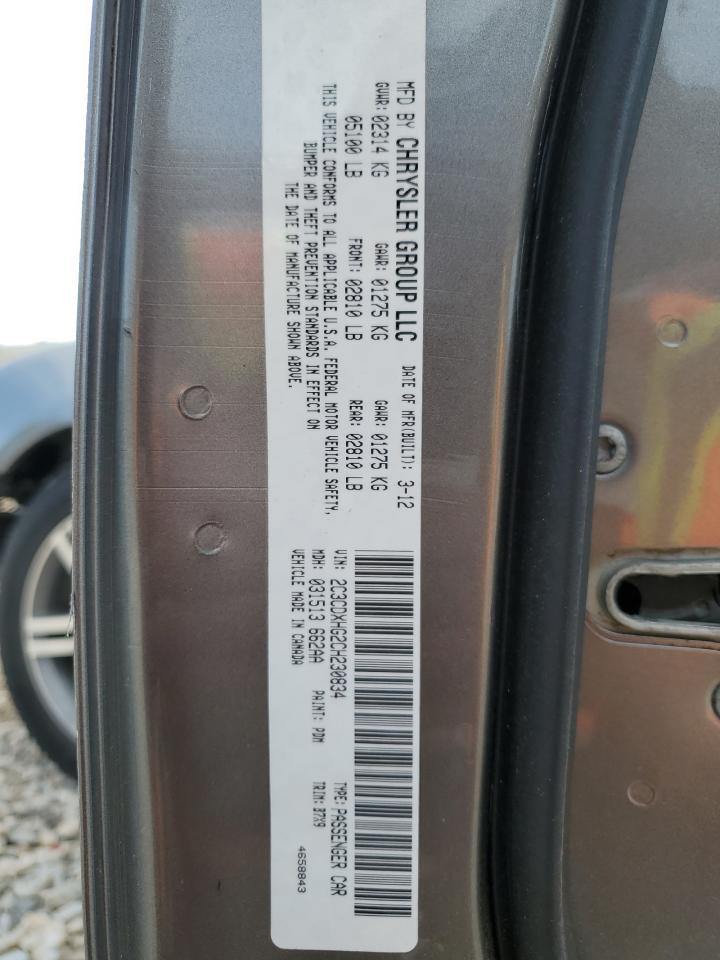 MFD BY CHRYSLER GROUP LLC DATE OF MFR(BUILT): 3-12
GVWR: 02314 KG GAWR: 01275 KG GAWR: 01275 KG
05100 LB FRONT: 02810 LB REAR: 02810 LB
THIS VEHICLE CONFORMS TO ALL APPLICABLE U.S.A. FEDERAL MOTOR VEHICLE SAFETY,
BUMPER AND THEFT PREVENTION STANDARDS IN EFFECT ON
THE DATE OF MANUFACTURE SHOWN ABOVE.
VIN: 2C3CDXHG2CH230834 TYPE: PASSENGER CAR
MDH: 031513 662AA PAINT: PDM TRIM: B7X9
VEHICLE MADE IN CANADA
4658843